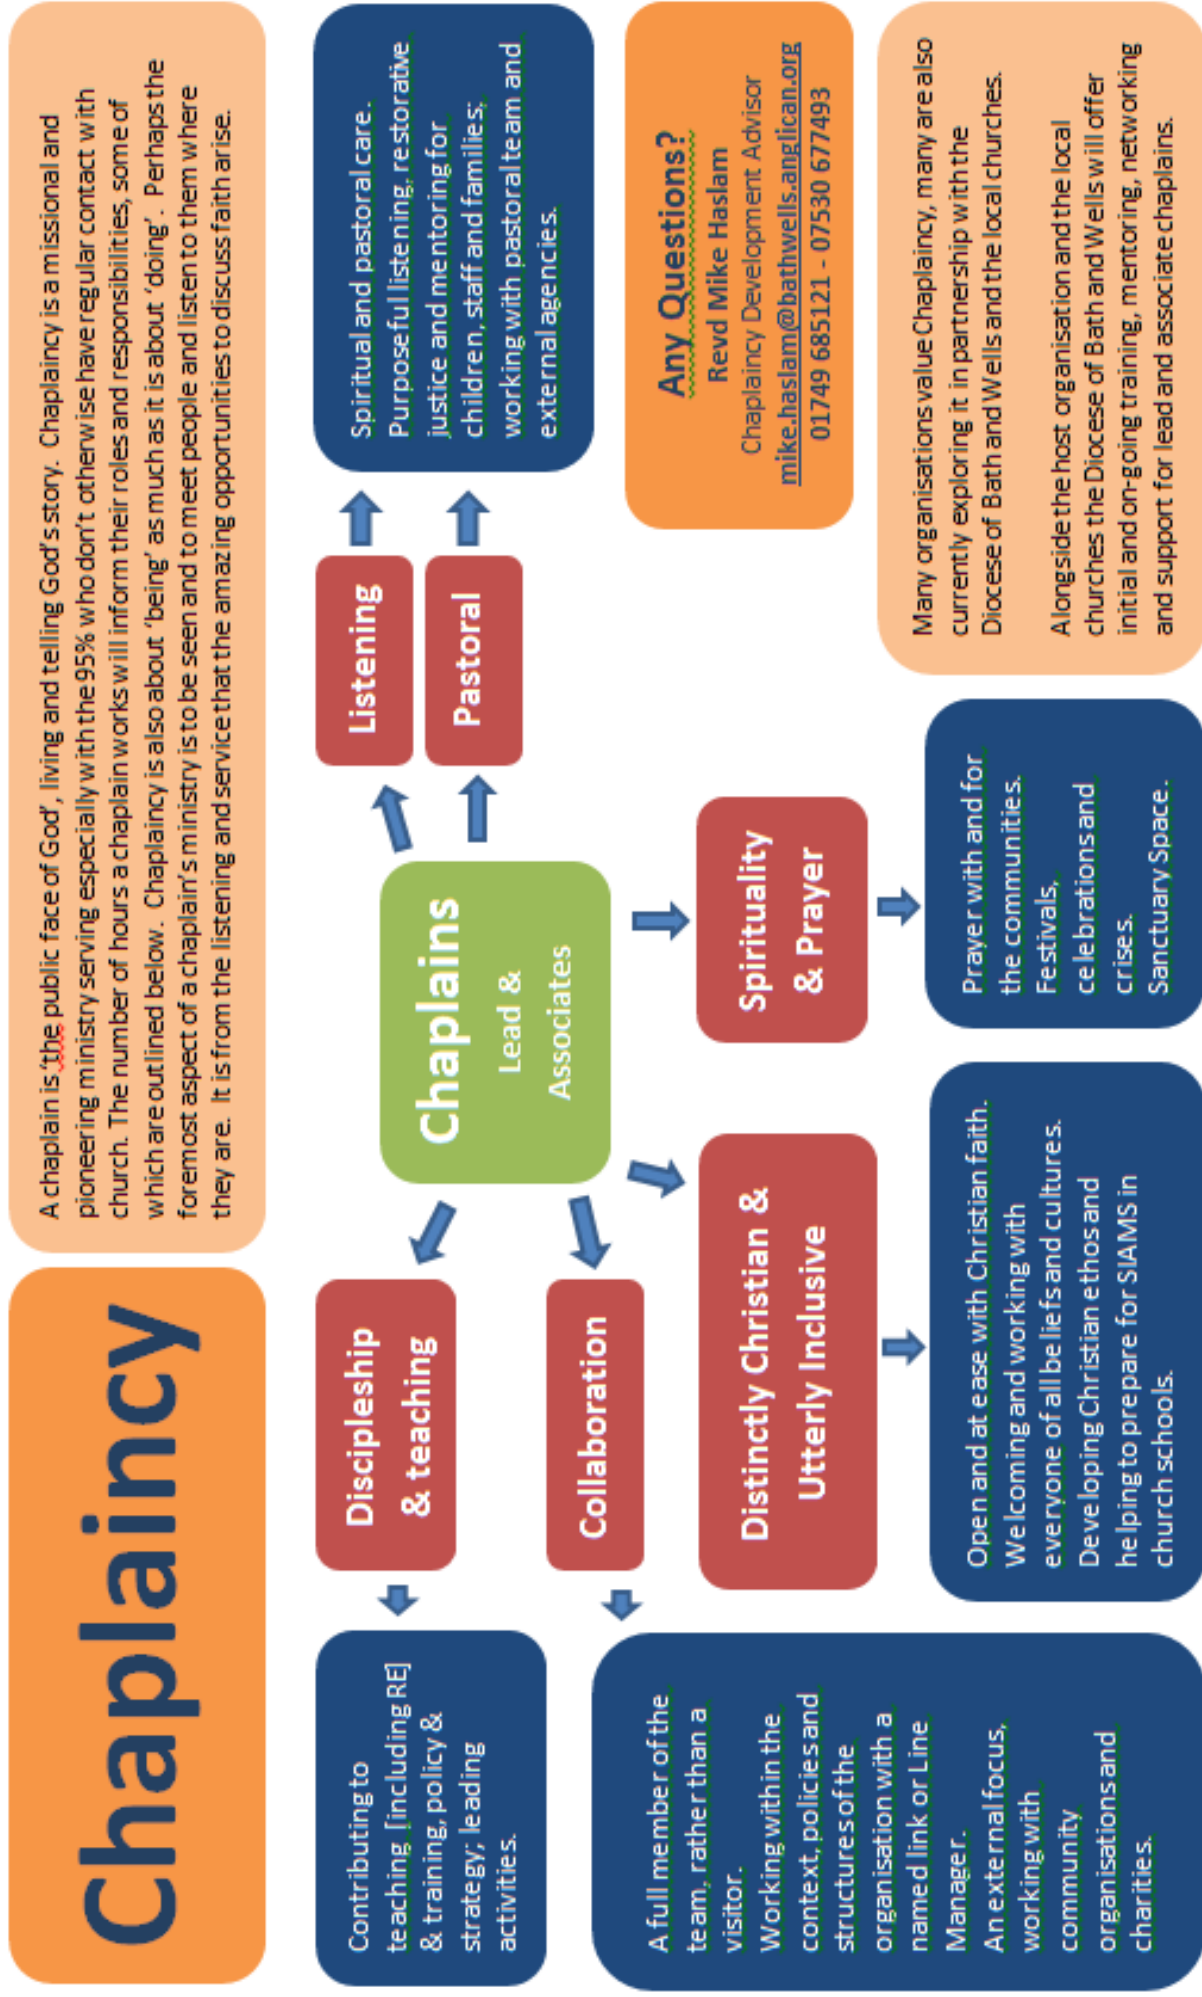 Chaplaincy
A chaplain is 'the public face of God', living and telling God's story.  Chaplaincy is a missional and
pioneering ministry serving especially with the 95% who don't otherwise have regular contact with
church. The number of hours a chaplain works will inform their roles and responsibilities, some of
which are outlined below.  Chaplaincy is also about 'being' as much as it is about 'doing'.  Perhaps the
foremost aspect of a chaplain's ministry is to be seen and to meet people and listen to them where
they are.  It is from the listening and service that the amazing opportunities to discuss faith arise.
Contributing to
teaching [including RE]
& training, policy &
strategy; leading
activities.
Discipleship
& teaching
Chaplains
Lead &
Associates
Listening
Pastoral
Spiritual and pastoral care.
Purposeful listening, restorative
justice and mentoring for
children, staff and families;
working with pastoral team and
external agencies.
A full member of the
team, rather than a
visitor.
Working within the
context, policies and
structures of the
organisation with a
named link or Line
Manager.
An external focus,
working with
community
organisations and
charities.
Collaboration
Distinctly Christian &
Utterly Inclusive
Open and at ease with Christian faith.
Welcoming and working with
everyone of all beliefs and cultures.
Developing Christian ethos and
helping to prepare for SIAMS in
church schools.
Spirituality
& Prayer
Prayer with and for
the communities.
Festivals,
celebrations and
crises.
Sanctuary Space.
Any Questions?
Revd Mike Haslam
Chaplaincy Development Advisor
mike.haslam@bathwells.anglican.org
01749 685121 - 07530 677493
Many organisations value Chaplaincy, many are also
currently exploring it in partnership with the
Diocese of Bath and Wells and the local churches.
Alongside the host organisation and the local
churches the Diocese of Bath and Wells will offer
initial and on-going training, mentoring, networking
and support for lead and associate chaplains.